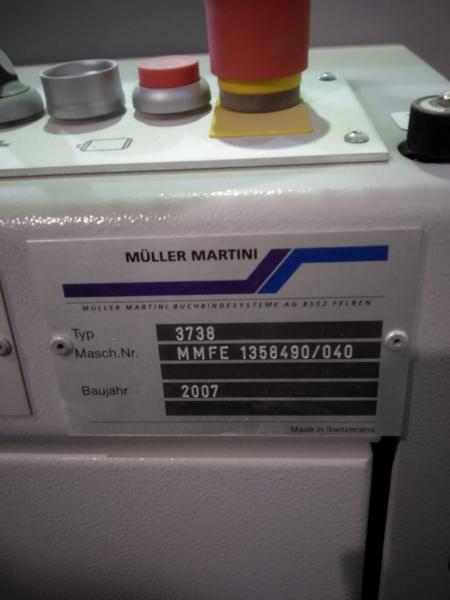 MÜLLER MARTINI
MÜLLER MARTINI BUCHBINDESYSTEME AG 8552 FELBEN
Typ 3738
Masch.Nr. MMFE 1358490/040
Baujahr 2007
Made in Switzerland